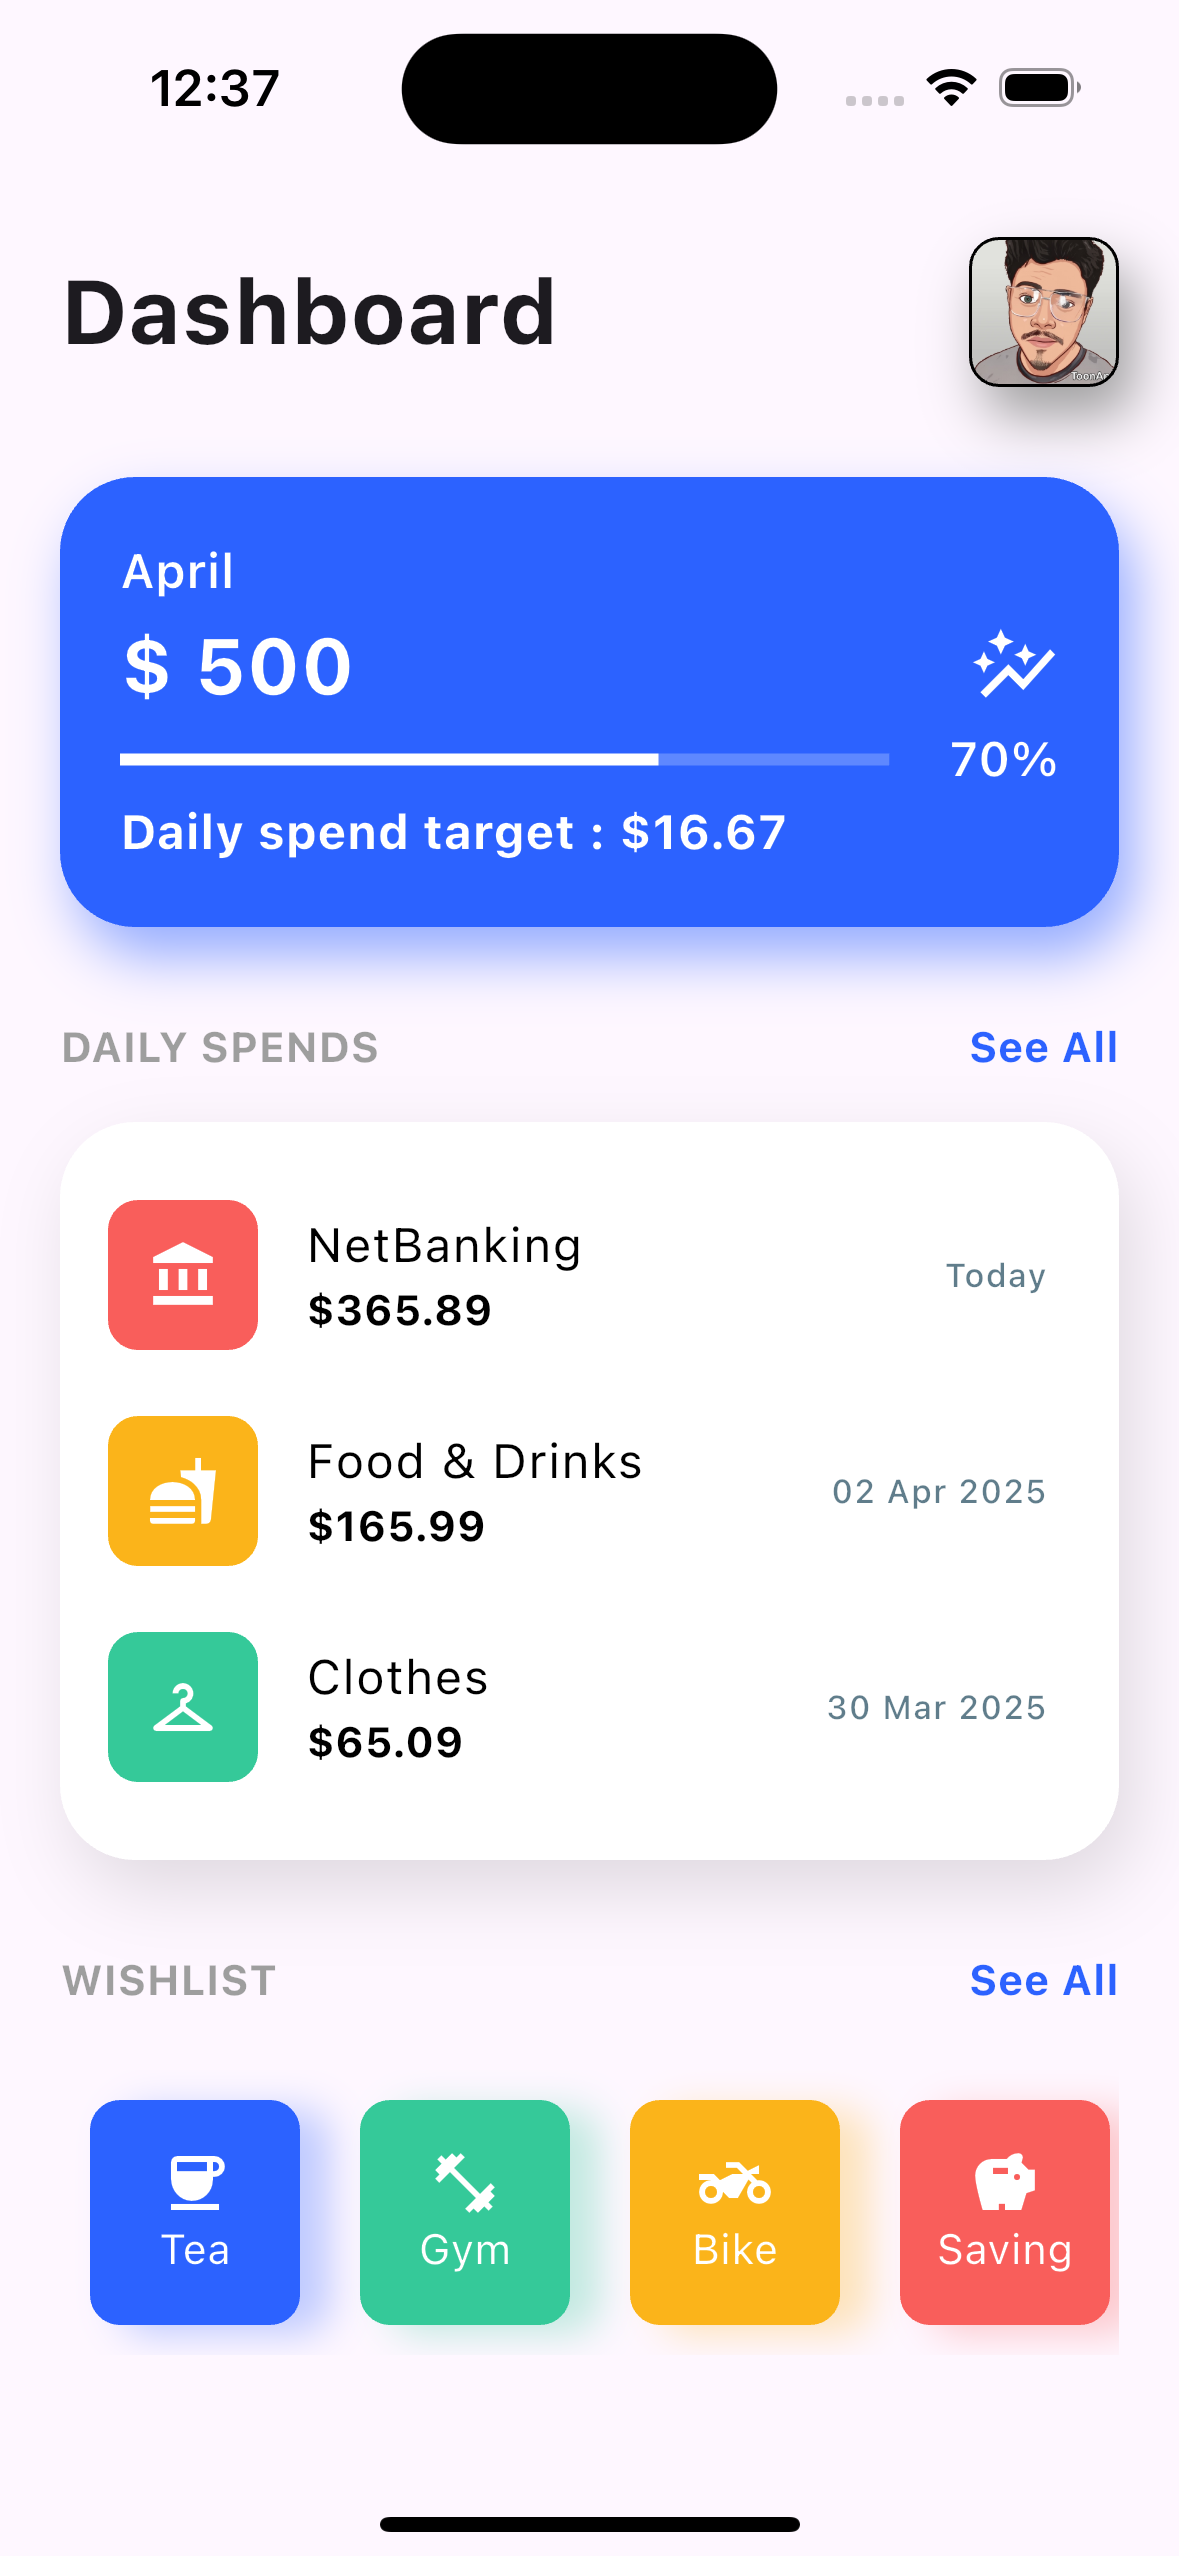 12:37
Dashboard
ToonAr
April
$ 500
70%
Daily spend target : $16.67
DAILY SPENDS
See All
NetBanking
$365.89
Today
Food & Drinks
$165.99
02 Apr 2025
Clothes
$65.09
30 Mar 2025
WISHLIST
See All
Tea
Gym
Bike
Saving